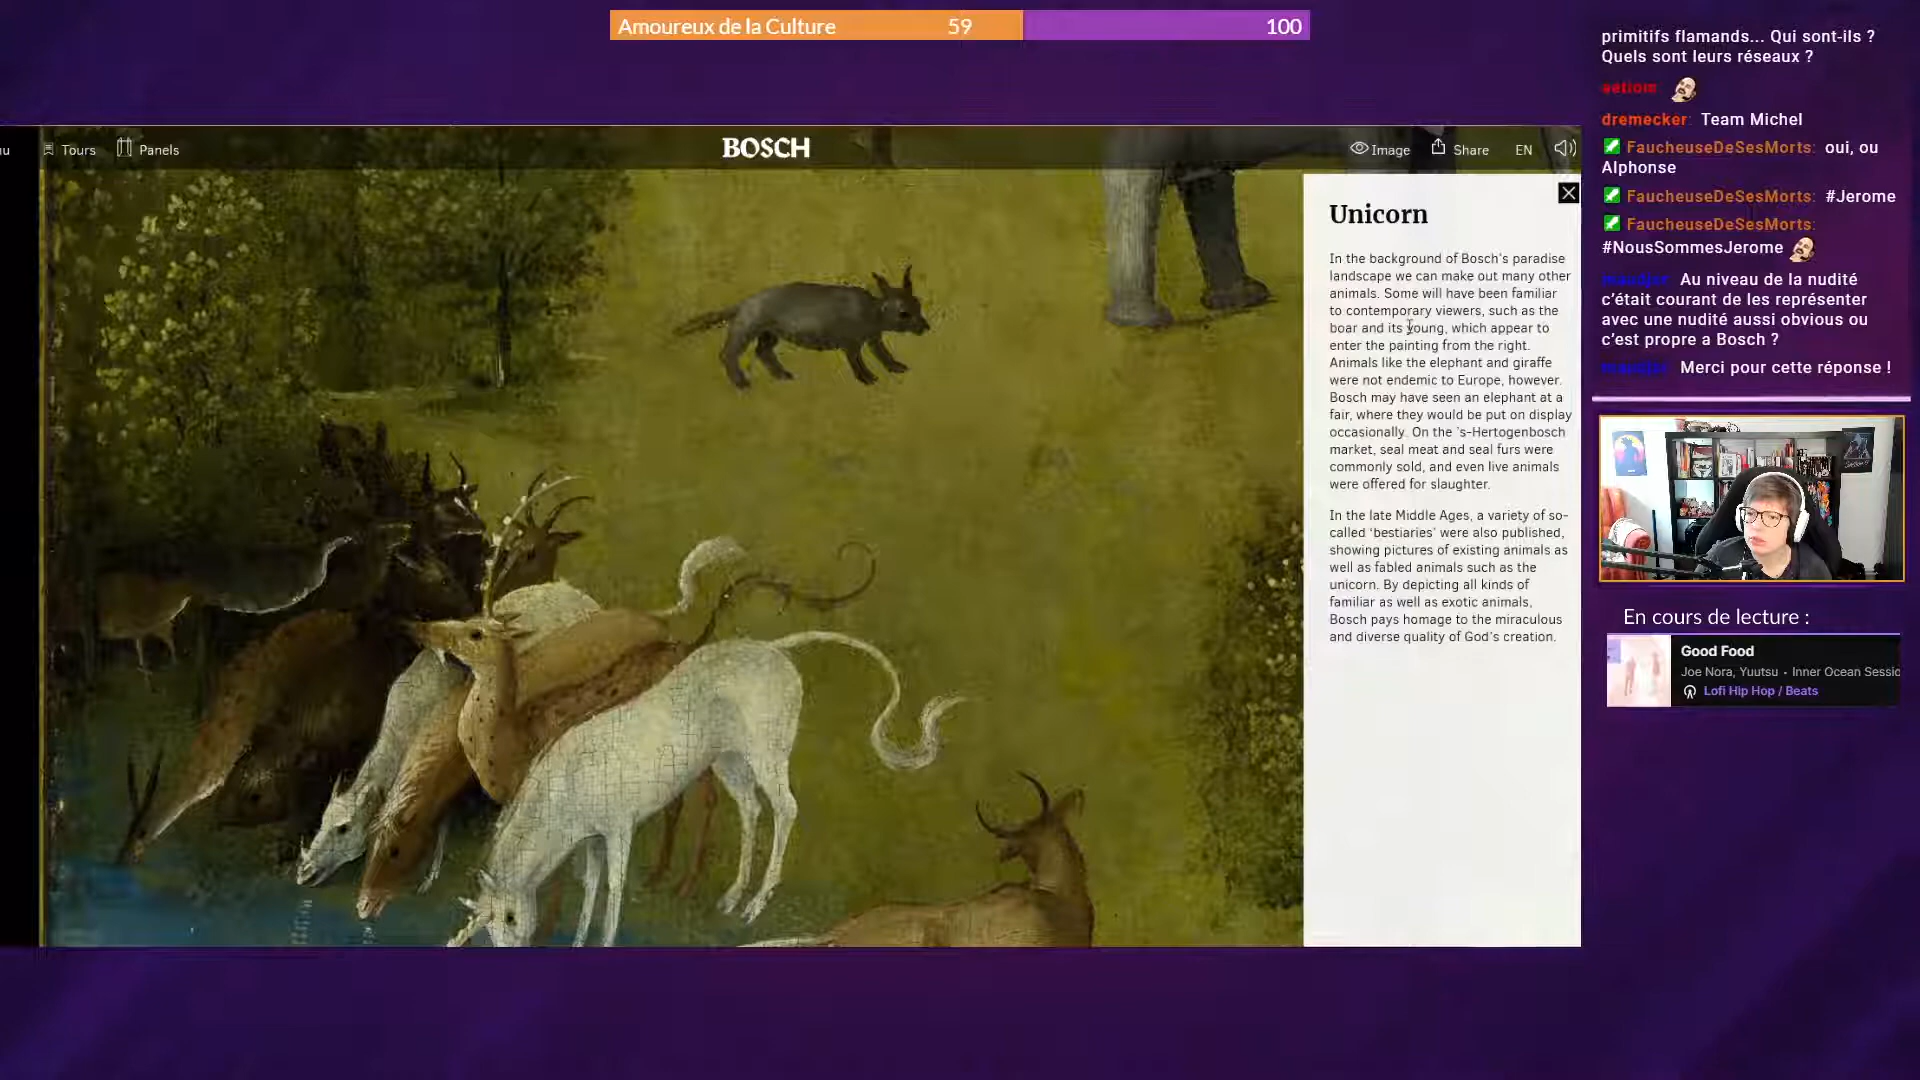 Amoureux de la Culture 59 100
Tours
Panels
BOSCH
Image
Share
EN
Unicorn
In the background of Bosch's paradise
landscape we can make out many other
animals. Some will have been familiar
to contemporary viewers, such as the
boar and its young, which appear to
enter the painting from the right.
Animals like the elephant and giraffe
were not endemic to Europe, however.
Bosch may have seen an elephant at a
fair, where they would be put on display
occasionally. On the 's-Hertogenbosch
market, seal meat and seal furs were
commonly sold, and even live animals
were offered for slaughter.
In the late Middle Ages, a variety of so-
called 'bestiaries' were also published,
showing pictures of existing animals as
well as fabled animals such as the
unicorn. By depicting all kinds of
familiar as well as exotic animals,
Bosch pays homage to the miraculous
and diverse quality of God's creation.
primitifs flamands... Qui sont-ils ?
Quels sont leurs réseaux ?
dremecker: Team Michel
FaucheuseDeSesMorts: oui, ou
Alphonse
FaucheuseDeSesMorts: #Jerome
FaucheuseDeSesMorts:
#NousSommesJerome
Au niveau de la nudité
c'était courant de les représenter
avec une nudité aussi obvious ou
c'est propre a Bosch ?
Merci pour cette réponse !
En cours de lecture :
Good Food
Joe Nora, Yuutsu • Inner Ocean Sessio
Lofi Hip Hop / Beats